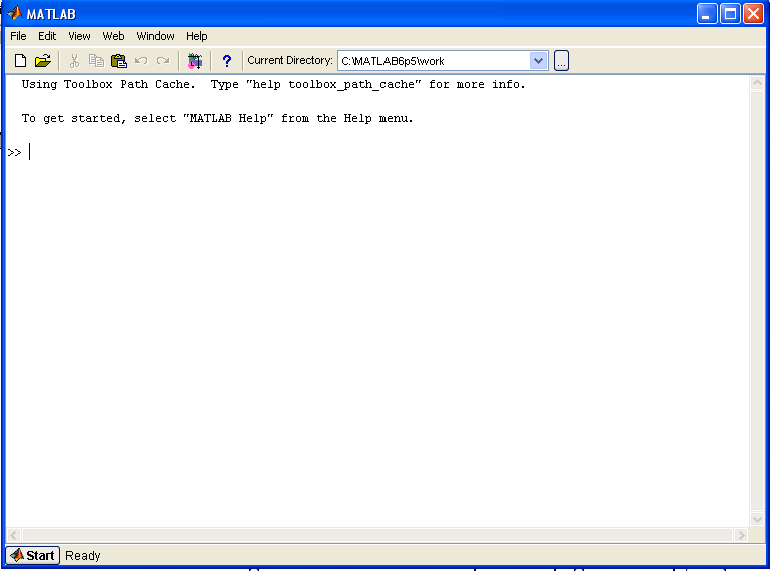 MATLAB
File Edit View Web Window Help
? Current Directory: C:\MATLAB6p5\work ...
Using Toolbox Path Cache.  Type "help toolbox_path_cache" for more info.
To get started, select "MATLAB Help" from the Help menu.
>>
Start Ready